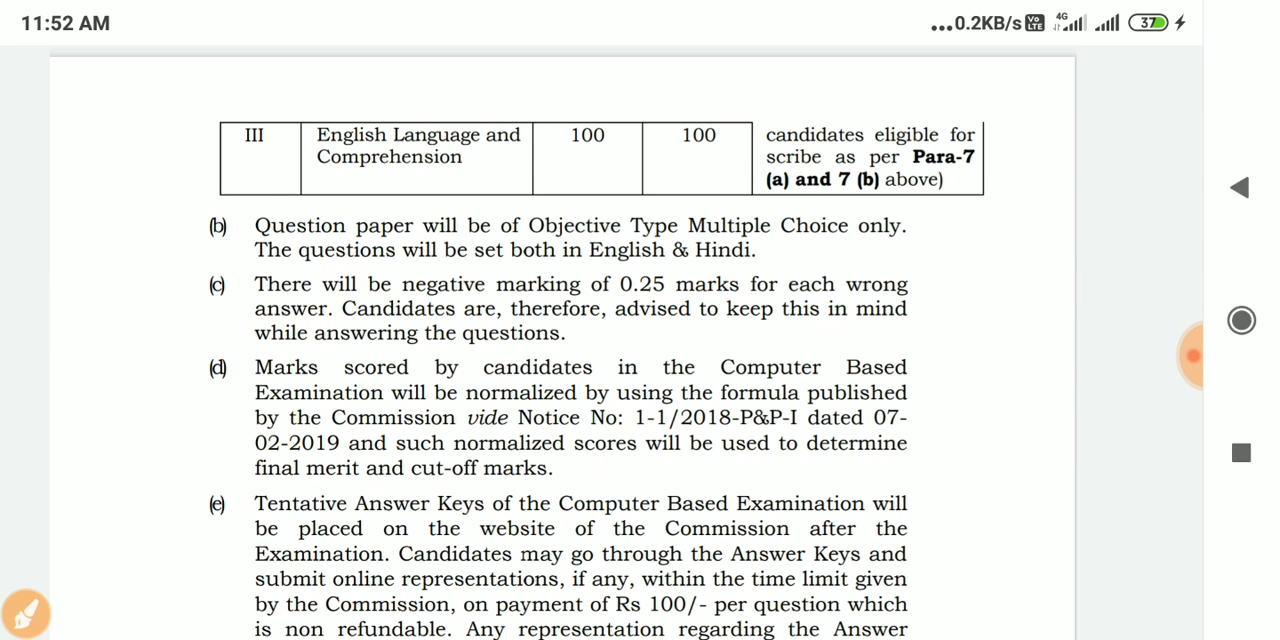 11:52 AM ...0.2KB/s Vo LTE 4G 37
III English Language and 100 100 candidates eligible for
Comprehension scribe as per Para-7
(a) and 7 (b) above)
(b) Question paper will be of Objective Type Multiple Choice only.
The questions will be set both in English & Hindi.
(c) There will be negative marking of 0.25 marks for each wrong
answer. Candidates are, therefore, advised to keep this in mind
while answering the questions.
(d) Marks scored by candidates in the Computer Based
Examination will be normalized by using the formula published
by the Commission vide Notice No: 1-1/2018-P&P-I dated 07-
02-2019 and such normalized scores will be used to determine
final merit and cut-off marks.
(e) Tentative Answer Keys of the Computer Based Examination will
be placed on the website of the Commission after the
Examination. Candidates may go through the Answer Keys and
submit online representations, if any, within the time limit given
by the Commission, on payment of Rs 100/- per question which
is non refundable. Any representation regarding the Answer